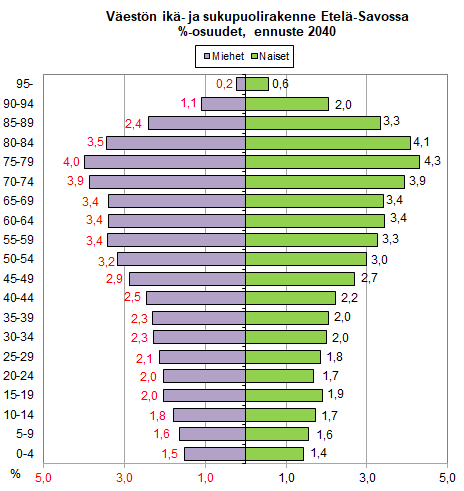 Väestön ikä- ja sukupuolirakenne Etelä-Savossa
%-osuudet, ennuste 2040
Miehet Naiset
95- 0,2 0,6
90-94 1,1 2,0
85-89 2,4 3,3
80-84 3,5 4,1
75-79 4,0 4,3
70-74 3,9 3,9
65-69 3,4 3,4
60-64 3,4 3,4
55-59 3,4 3,3
50-54 3,2 3,0
45-49 2,9 2,7
40-44 2,5 2,2
35-39 2,3 2,0
30-34 2,3 2,0
25-29 2,1 1,8
20-24 2,0 1,7
15-19 2,0 1,9
10-14 1,8 1,7
5-9 1,6 1,6
0-4 1,5 1,4
% 5,0 3,0 1,0 1,0 3,0 5,0